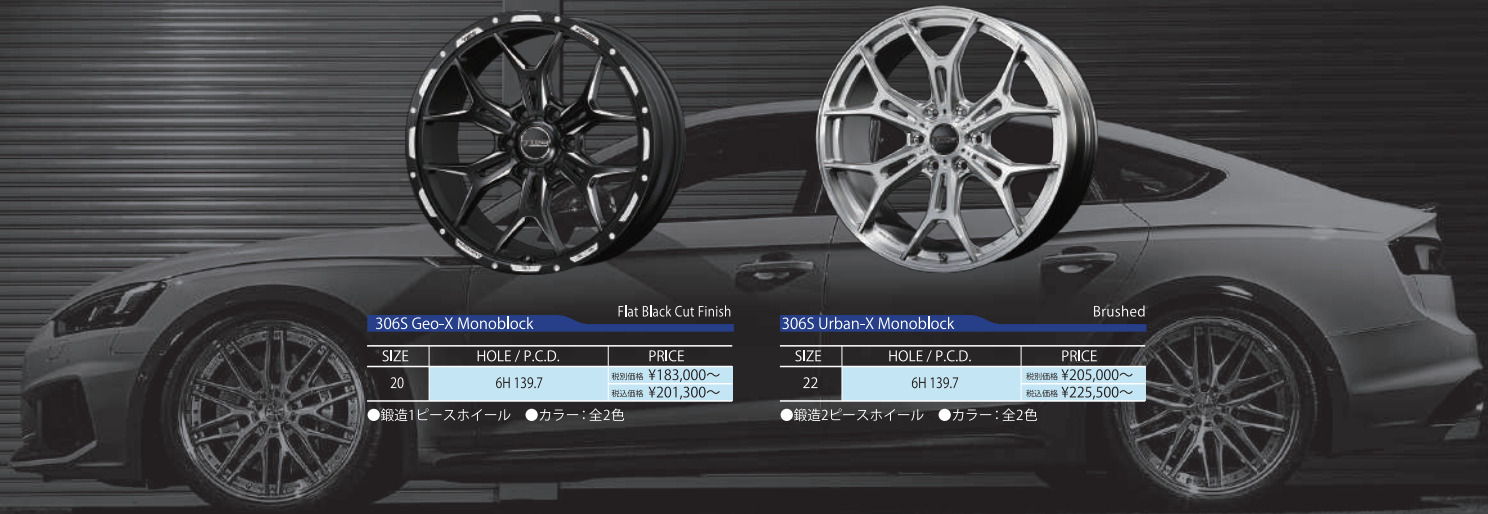 Flat Black Cut Finish
306S Geo-X Monoblock
SIZE HOLE / P.C.D. PRICE
20 6H 139.7 税別価格 ¥183,000〜
税込価格 ¥201,300〜
●鍛造1ピースホイール ●カラー：全2色
Brushed
306S Urban-X Monoblock
SIZE HOLE / P.C.D. PRICE
22 6H 139.7 税別価格 ¥205,000〜
税込価格 ¥225,500〜
●鍛造2ピースホイール ●カラー：全2色